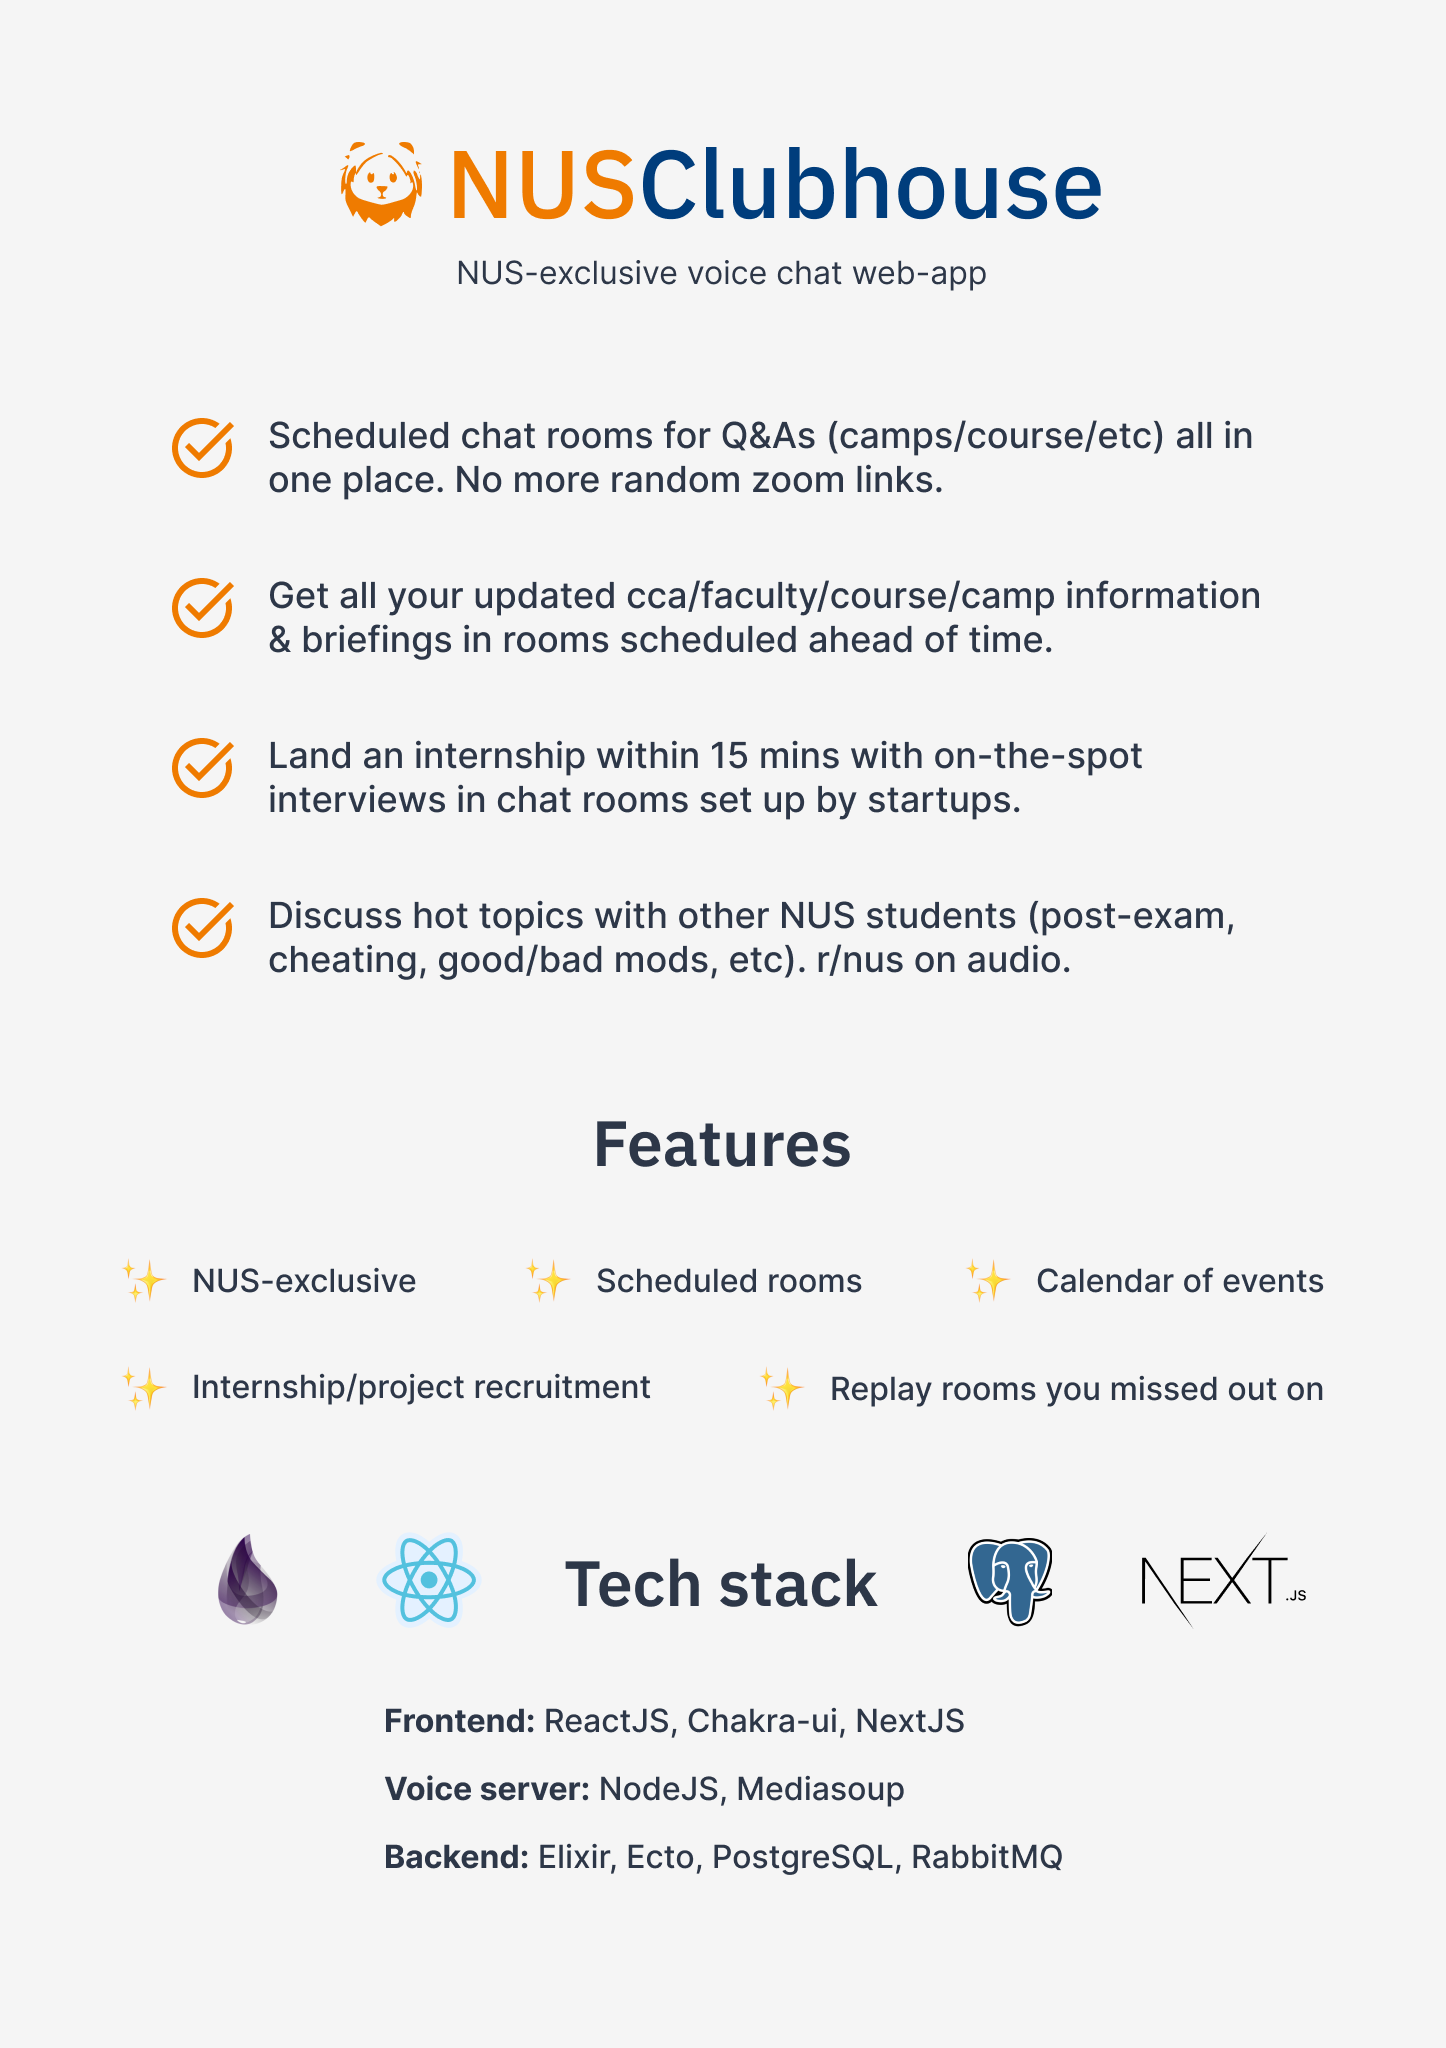 NUSClubhouse
NUS-exclusive voice chat web-app
Scheduled chat rooms for Q&As (camps/course/etc) all in
one place. No more random zoom links.
Get all your updated cca/faculty/course/camp information
& briefings in rooms scheduled ahead of time.
Land an internship within 15 mins with on-the-spot
interviews in chat rooms set up by startups.
Discuss hot topics with other NUS students (post-exam,
cheating, good/bad mods, etc). r/nus on audio.
Features
NUS-exclusive
Scheduled rooms
Calendar of events
Internship/project recruitment
Replay rooms you missed out on
Tech stack
NEXT.JS
Frontend: ReactJS, Chakra-ui, NextJS
Voice server: NodeJS, Mediasoup
Backend: Elixir, Ecto, PostgreSQL, RabbitMQ